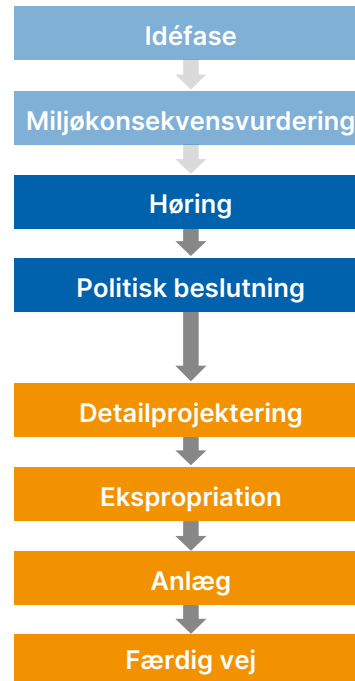 Idéfase
Miljøkonsekvensvurdering
Høring
Politisk beslutning
Detailprojektering
Ekspropriation
Anlæg
Færdig vej